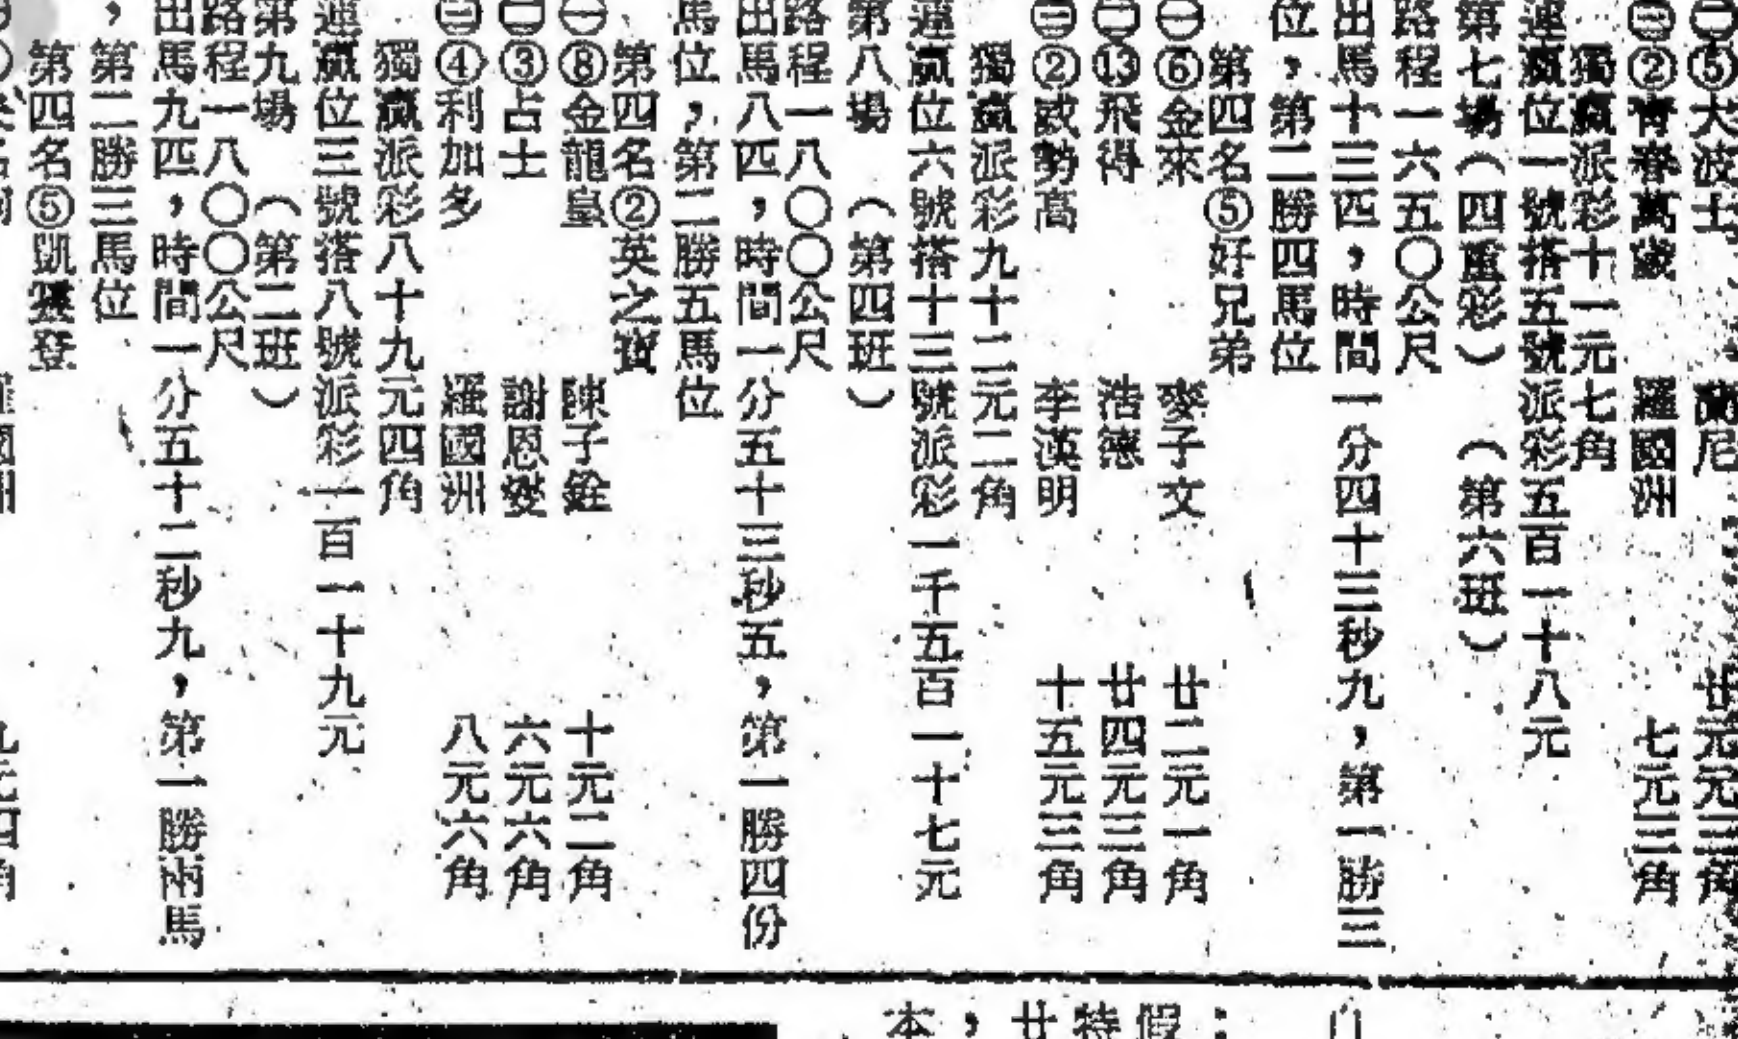 ㊁⑤大波士 蘭尼 廿元三角
㊂②青春萬歲 羅國洲 七元三角
獨贏派彩十一元七角
連贏位一號搭五號派彩五百一十八元
第七場（四重彩） （第六班）
路程一六五〇公尺
出馬十三匹，時間一分四十三秒九，第一勝三
位，第二勝四馬位
第四名⑤好兄弟
㊀⑥金來 麥子文 廿二元一角
㊁⑬飛得 浩德 廿四元三角
㊂②威勢高 李漢明 十五元三角
獨贏派彩九十二元二角
連贏位六號搭十三號派彩一千五百一十七元
第八場 （第四班）
路程一八〇〇公尺
出馬八匹，時間一分五十三秒五，第一勝四份
馬位，第二勝五馬位
第四名②英之寶
㊀⑧金龍皇 陳子銓 十元二角
㊁③占士 謝恩燮 六元六角
㊂④利加多 羅國洲 八元六角
獨贏派彩八十九元四角
連贏位三號搭八號派彩一百一十九元
第九場 （第二班）
路程一八〇〇公尺
出馬九匹，時間一分五十二秒九，第一勝兩馬
，第二勝三馬位
第四名⑤凱登
國洲 九元四角
假特廿，本